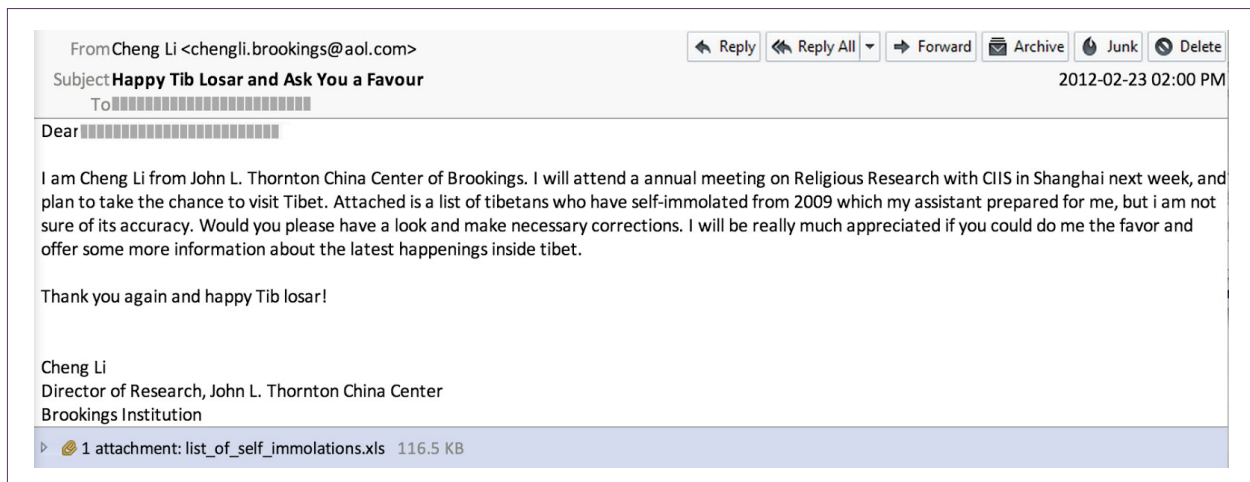 From Cheng Li <chengli.brookings@aol.com>
Reply Reply All Forward Archive Junk Delete
Subject Happy Tib Losar and Ask You a Favour
2012-02-23 02:00 PM
To
Dear
I am Cheng Li from John L. Thornton China Center of Brookings. I will attend a annual meeting on Religious Research with CIIS in Shanghai next week, and
plan to take the chance to visit Tibet. Attached is a list of tibetans who have self-immolated from 2009 which my assistant prepared for me, but i am not
sure of its accuracy. Would you please have a look and make necessary corrections. I will be really much appreciated if you could do me the favor and
offer some more information about the latest happenings inside tibet.
Thank you again and happy Tib losar!
Cheng Li
Director of Research, John L. Thornton China Center
Brookings Institution
1 attachment: list_of_self_immolations.xls 116.5 KB